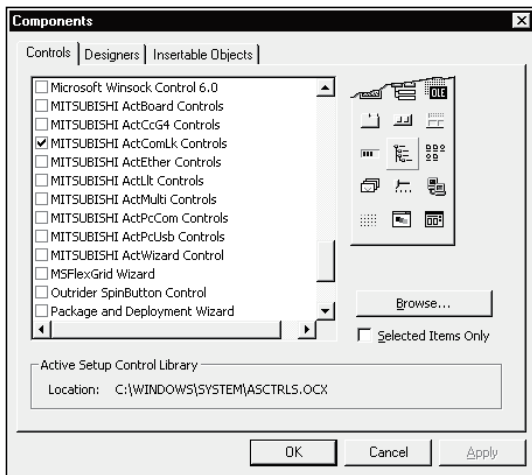 Components
Controls Designers Insertable Objects
Microsoft Winsock Control 6.0
MITSUBISHI ActBoard Controls
MITSUBISHI ActCcG4 Controls
MITSUBISHI ActComLk Controls
MITSUBISHI ActEther Controls
MITSUBISHI ActLlt Controls
MITSUBISHI ActMulti Controls
MITSUBISHI ActPcCom Controls
MITSUBISHI ActPcUsb Controls
MITSUBISHI ActWizard Control
MSFlexGrid Wizard
Outrider SpinButton Control
Package and Deployment Wizard
OLE
Browse...
Selected Items Only
Active Setup Control Library
Location: C:\WINDOWS\SYSTEM\ASCTRLS.OCX
OK Cancel Apply